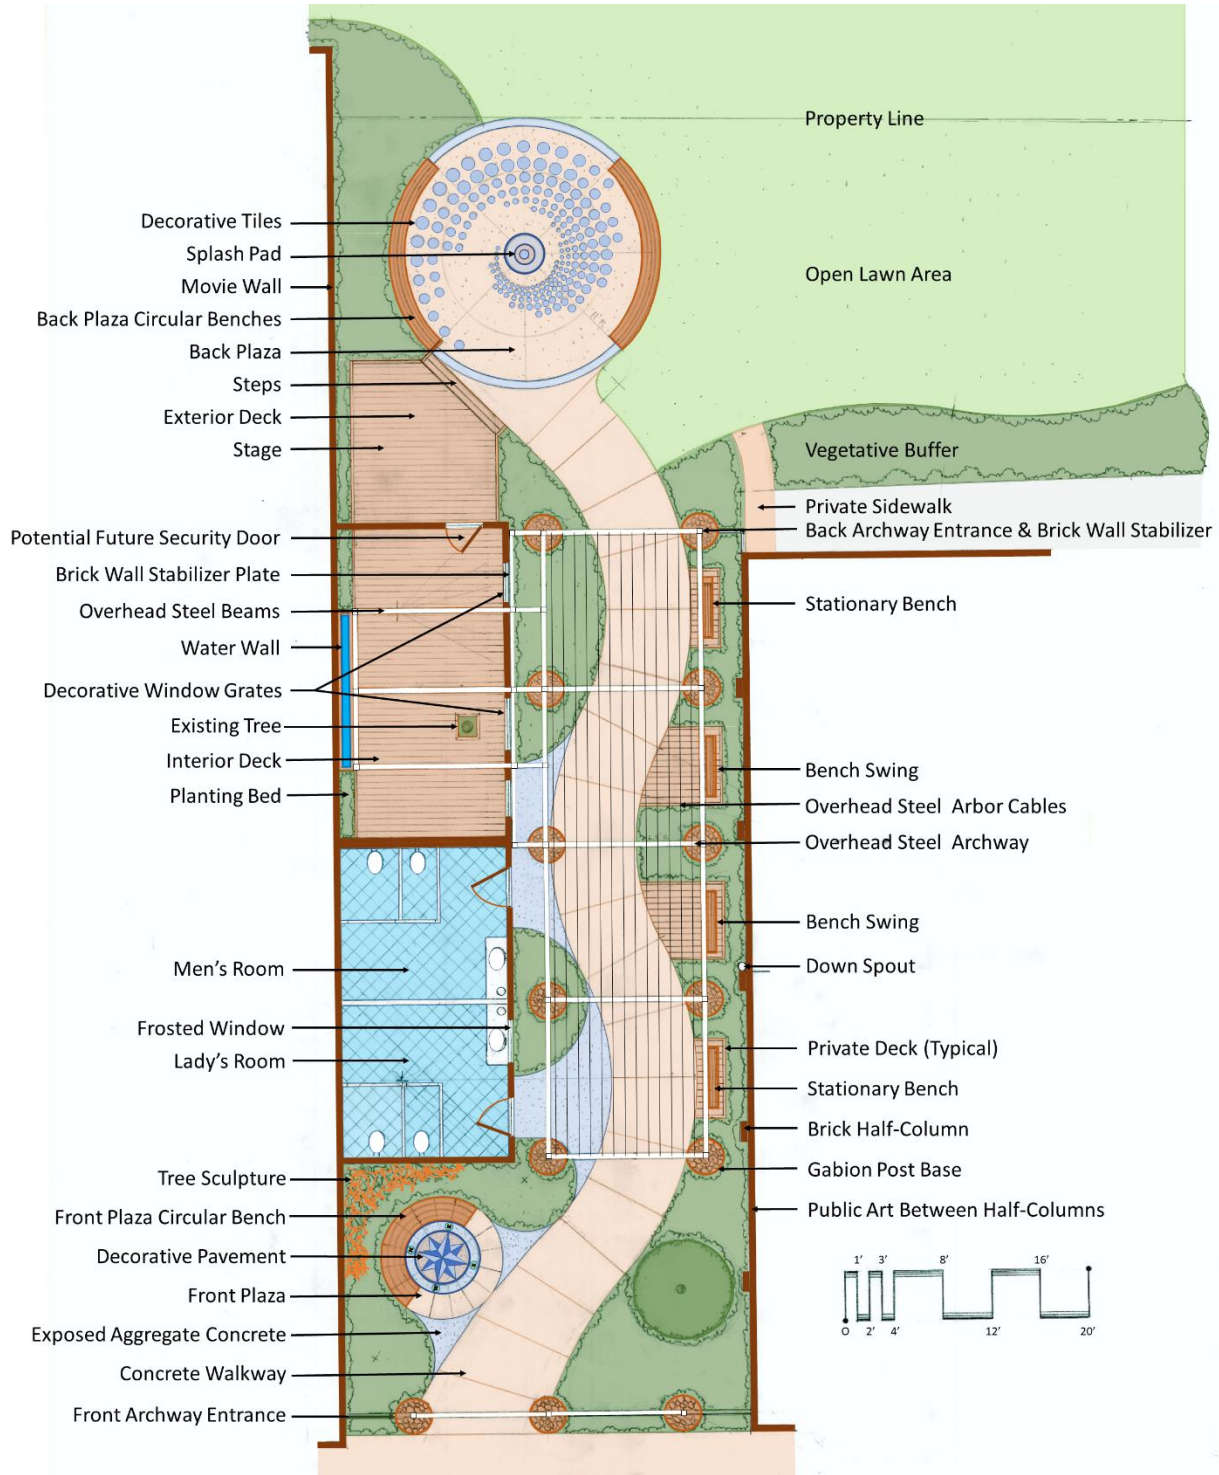 Property Line
Decorative Tiles
Splash Pad
Movie Wall
Open Lawn Area
Back Plaza Circular Benches
Back Plaza
Steps
Exterior Deck
Stage
Vegetative Buffer
Private Sidewalk
Back Archway Entrance & Brick Wall Stabilizer
Potential Future Security Door
Brick Wall Stabilizer Plate
Overhead Steel Beams
Stationary Bench
Water Wall
Decorative Window Grates
Existing Tree
Interior Deck
Bench Swing
Planting Bed
Overhead Steel Arbor Cables
Overhead Steel Archway
Bench Swing
Men's Room
Down Spout
Frosted Window
Lady's Room
Private Deck (Typical)
Stationary Bench
Brick Half-Column
Tree Sculpture
Gabion Post Base
Front Plaza Circular Bench
Public Art Between Half-Columns
Decorative Pavement
Front Plaza
Exposed Aggregate Concrete
Concrete Walkway
Front Archway Entrance
1' 3' 8' 16'
0 2' 4' 12' 20'